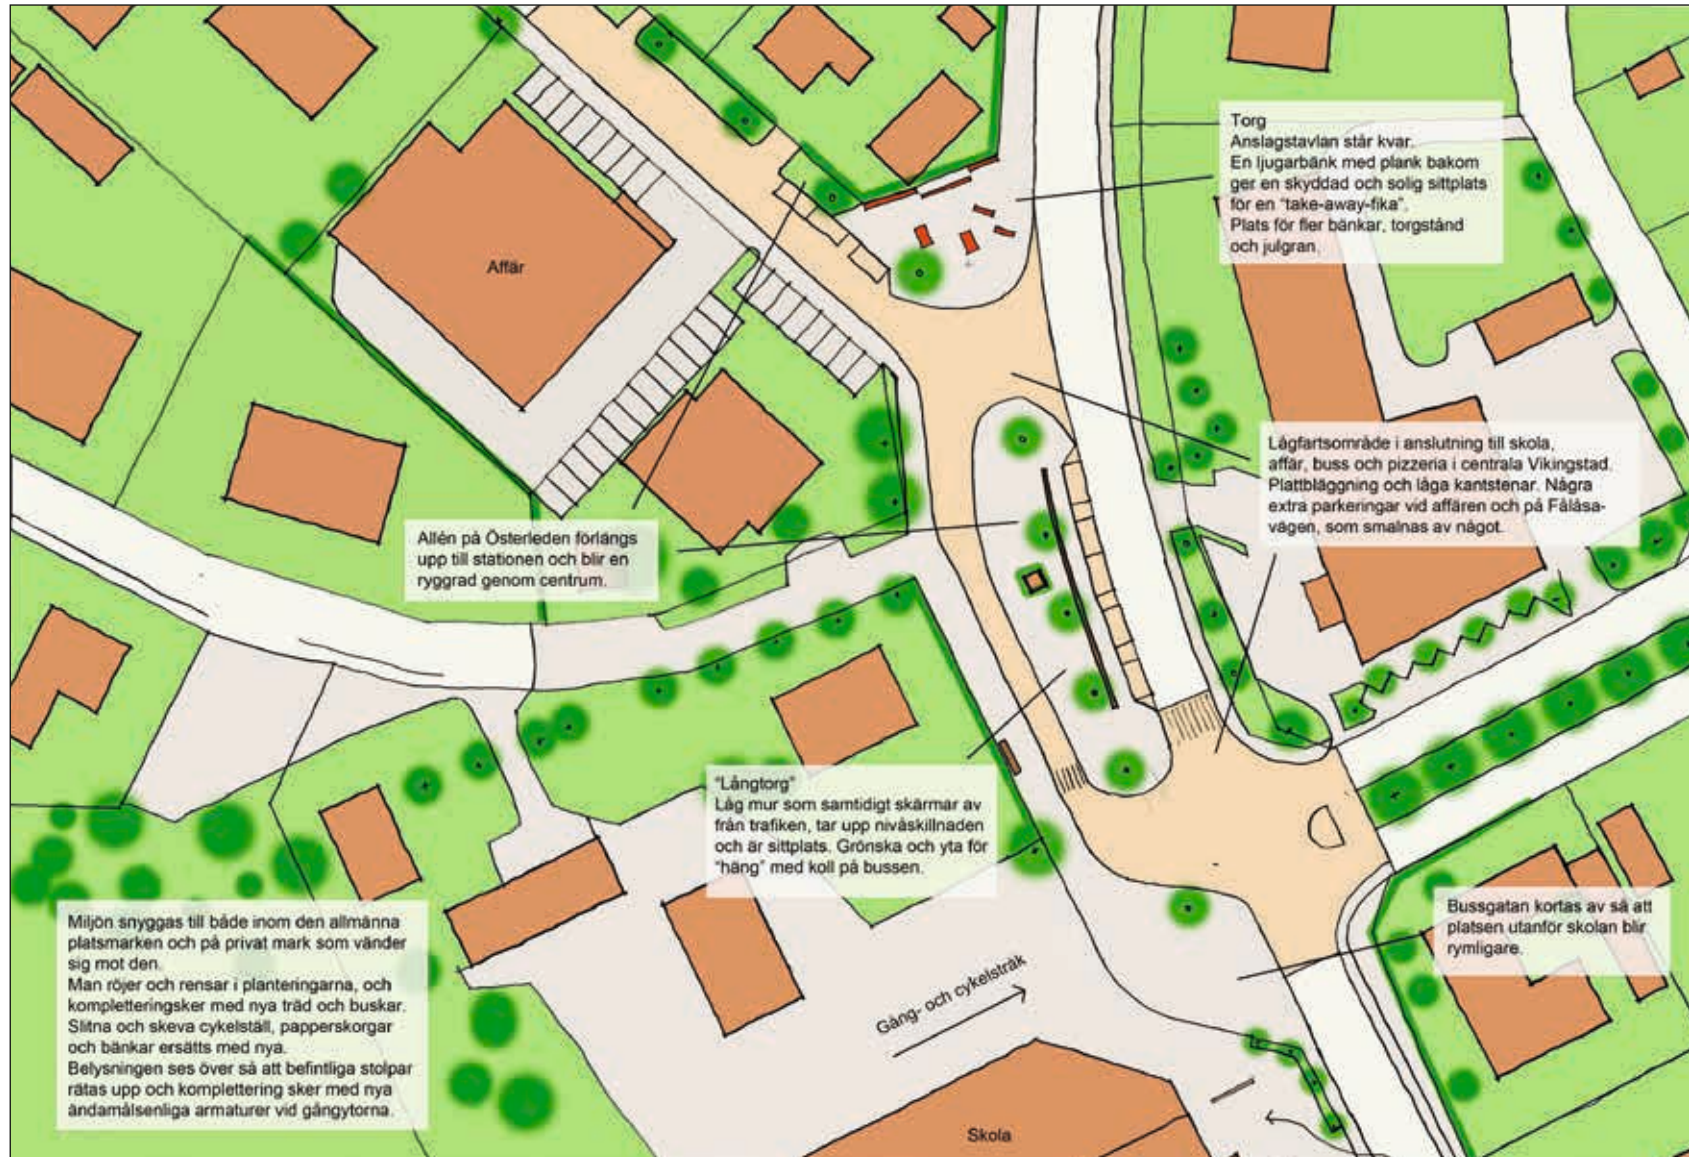 Torg
Anslagstavlan står kvar.
En ljugarbänk med plank bakom
ger en skyddad och solig sittplats
för en "take-away-fika".
Plats för fler bänkar, torgstånd
och julgran.
Affär
Lågfartsområde i anslutning till skola,
affär, buss och pizzeria i centrala Vikingstad.
Plattbläggning och låga kantstenar. Några
extra parkeringar vid affären och på Fålåsa-
vägen, som smalnas av något.
Allén på Österleden förlängs
upp till stationen och blir en
ryggrad genom centrum.
"Långtorg"
Låg mur som samtidigt skärmar av
från trafiken, tar upp nivåskillnaden
och är sittplats. Grönska och yta för
"häng" med koll på bussen.
Bussgatan kortas av så att
platsen utanför skolan blir
rymligare.
Miljön snyggas till både inom den allmänna
platsmarken och på privat mark som vänder
sig mot den.
Man röjer och rensar i planteringarna, och
kompletteringsker med nya träd och buskar.
Slitna och skeva cykelställ, papperskorgar
och bänkar ersätts med nya.
Belysningen ses över så att befintliga stolpar
rätas upp och komplettering sker med nya
ändamålsenliga armaturer vid gångytorna.
Gång- och cykelstråk
Skola